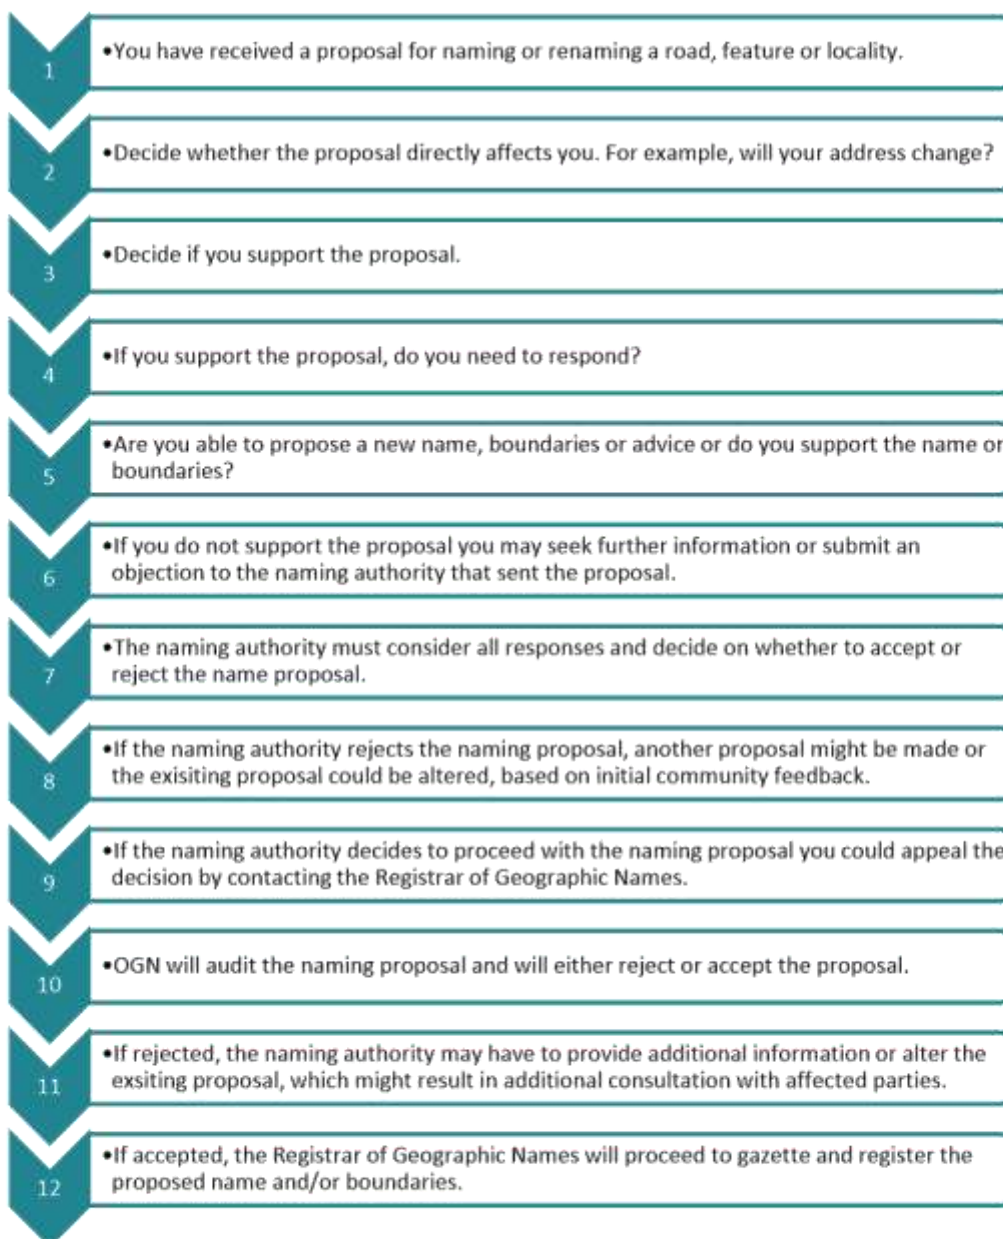 1
•You have received a proposal for naming or renaming a road, feature or locality.
2
•Decide whether the proposal directly affects you. For example, will your address change?
3
•Decide if you support the proposal.
4
•If you support the proposal, do you need to respond?
5
•Are you able to propose a new name, boundaries or advice or do you support the name or
boundaries?
6
•If you do not support the proposal you may seek further information or submit an
objection to the naming authority that sent the proposal.
7
•The naming authority must consider all responses and decide on whether to accept or
reject the name proposal.
8
•If the naming authority rejects the naming proposal, another proposal might be made or
the exisiting proposal could be altered, based on initial community feedback.
9
•If the naming authority decides to proceed with the naming proposal you could appeal the
decision by contacting the Registrar of Geographic Names.
10
•OGN will audit the naming proposal and will either reject or accept the proposal.
11
•If rejected, the naming authority may have to provide additional information or alter the
exsiting proposal, which might result in additional consultation with affected parties.
12
•If accepted, the Registrar of Geographic Names will proceed to gazette and register the
proposed name and/or boundaries.